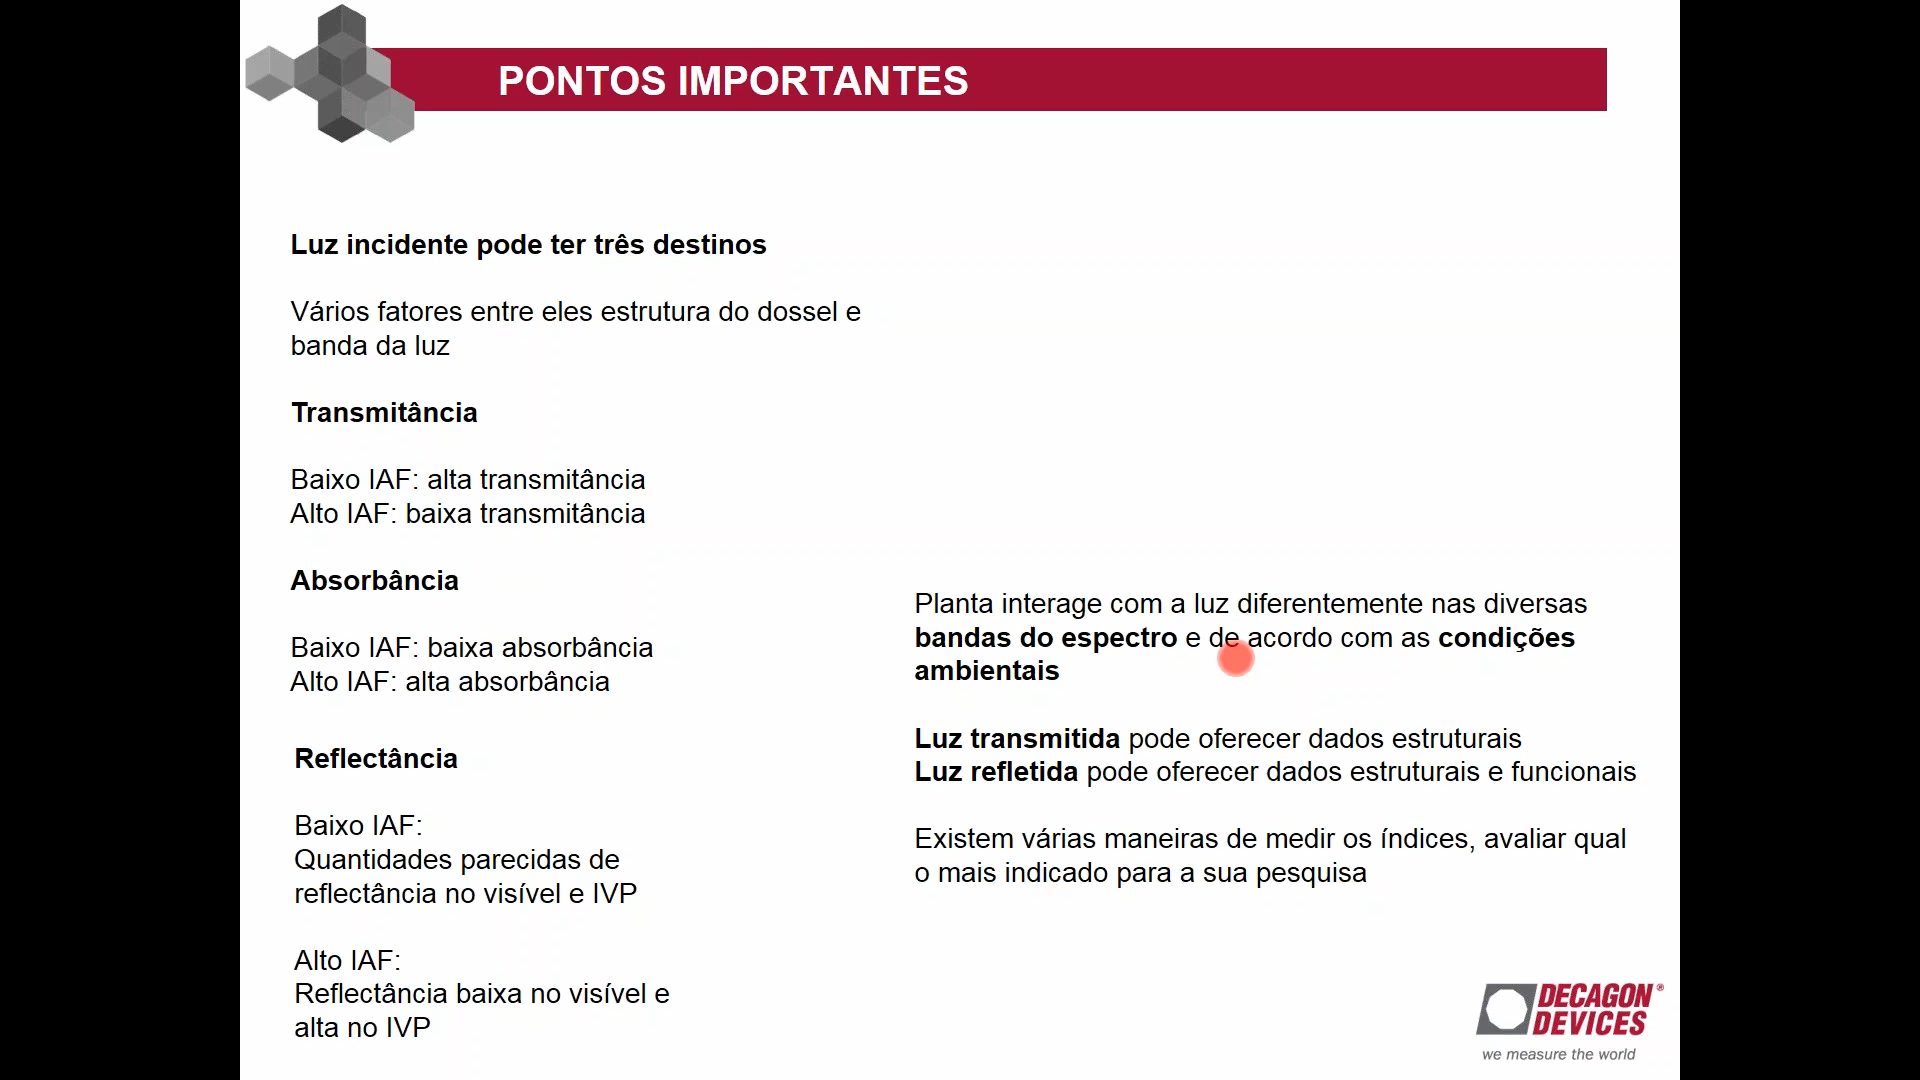 PONTOS IMPORTANTES
Luz incidente pode ter três destinos
Vários fatores entre eles estrutura do dossel e
banda da luz
Transmitância
Baixo IAF: alta transmitância
Alto IAF: baixa transmitância
Absorbância
Baixo IAF: baixa absorbância
Alto IAF: alta absorbância
Reflectância
Baixo IAF:
Quantidades parecidas de
reflectância no visível e IVP
Alto IAF:
Reflectância baixa no visível e
alta no IVP
Planta interage com a luz diferentemente nas diversas
bandas do espectro e de acordo com as condições
ambientais
Luz transmitida pode oferecer dados estruturais
Luz refletida pode oferecer dados estruturais e funcionais
Existem várias maneiras de medir os índices, avaliar qual
o mais indicado para a sua pesquisa
DECAGON®
DEVICES
we measure the world